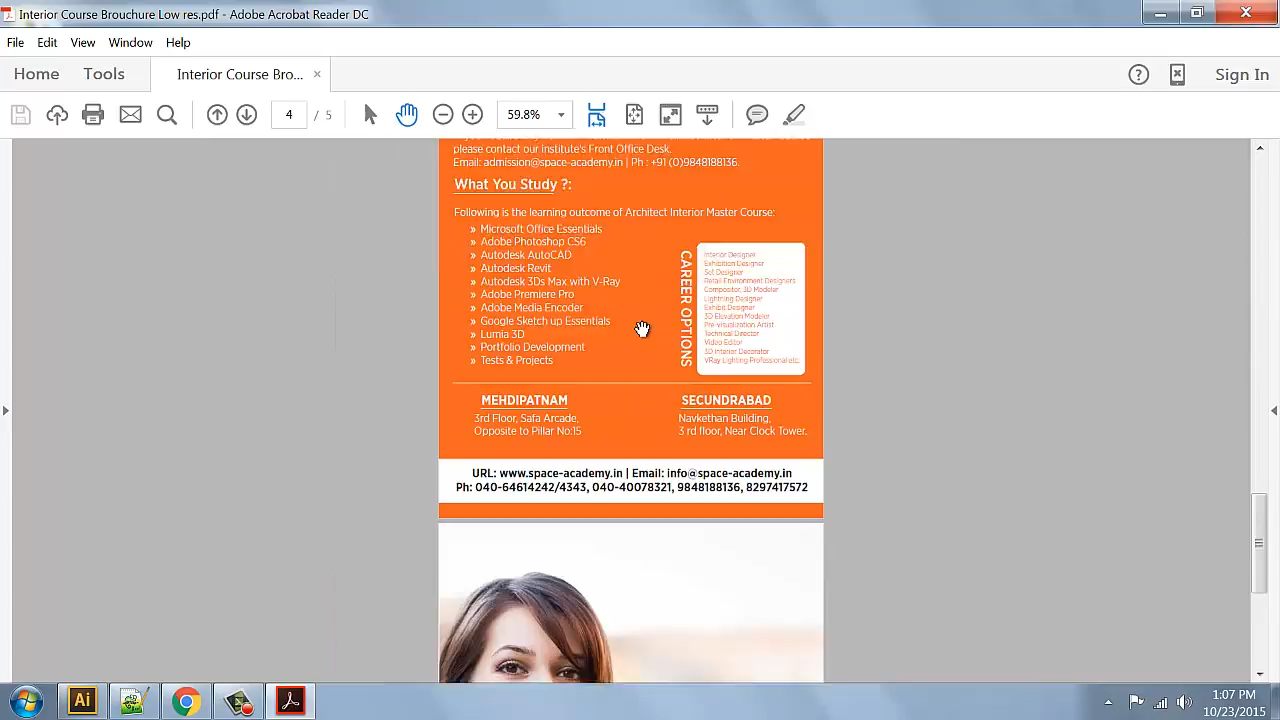 Interior Course Brouchure Low res.pdf - Adobe Acrobat Reader DC
File Edit View Window Help
Home Tools Interior Course Bro... × Sign In
4 / 5 59.8%
please contact our Institute's Front Office Desk.
Email: admission@space-academy.in | Ph : +91 (0)9848188136.
What You Study ?:
Following is the learning outcome of Architect Interior Master Course:
» Microsoft Office Essentials
» Adobe Photoshop CS6
» Autodesk AutoCAD
» Autodesk Revit
» Autodesk 3Ds Max with V-Ray
» Adobe Premiere Pro
» Adobe Media Encoder
» Google Sketch up Essentials
» Lumia 3D
» Portfolio Development
» Tests & Projects
CAREER OPTIONS
Interior Designer
Exhibition Designer
Set Designer
Retail Environment Designers
Compositor, 3D Modeler
Lightning Designer
Exhibit Designer
3D Elevation Modeler
Pre-visualization Artist
Technical Director
Video Editor
3D Interior Decorator
VRay Lighting Professional etc.
MEHDIPATNAM
3rd Floor, Safa Arcade,
Opposite to Pillar No:15
SECUNDRABAD
Navkethan Building,
3 rd floor, Near Clock Tower.
URL: www.space-academy.in | Email: info@space-academy.in
Ph: 040-64614242/4343, 040-40078321, 9848188136, 8297417572
Ai
1:07 PM
10/23/2015